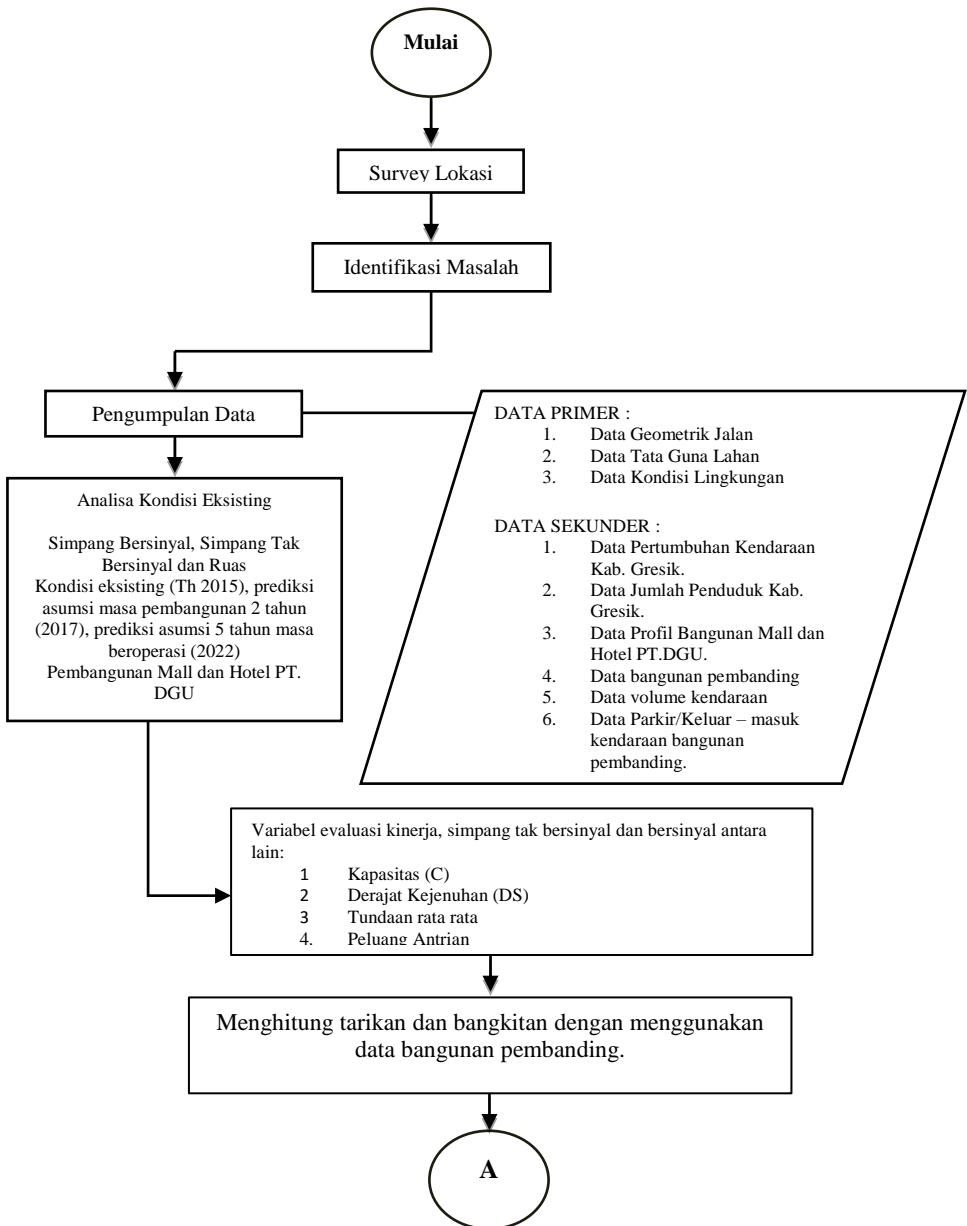 Mulai
Survey Lokasi
Identifikasi Masalah
Pengumpulan Data
DATA PRIMER :
1. Data Geometrik Jalan
2. Data Tata Guna Lahan
3. Data Kondisi Lingkungan
DATA SEKUNDER :
1. Data Pertumbuhan Kendaraan
Kab. Gresik.
2. Data Jumlah Penduduk Kab.
Gresik.
3. Data Profil Bangunan Mall dan
Hotel PT.DGU.
4. Data bangunan pembanding
5. Data volume kendaraan
6. Data Parkir/Keluar – masuk
kendaraan bangunan
pembanding.
Analisa Kondisi Eksisting
Simpang Bersinyal, Simpang Tak
Bersinyal dan Ruas
Kondisi eksisting (Th 2015), prediksi
asumsi masa pembangunan 2 tahun
(2017), prediksi asumsi 5 tahun masa
beroperasi (2022)
Pembangunan Mall dan Hotel PT.
DGU
Variabel evaluasi kinerja, simpang tak bersinyal dan bersinyal antara
lain:
1 Kapasitas (C)
2 Derajat Kejenuhan (DS)
3 Tundaan rata rata
4. Peluang Antrian
Menghitung tarikan dan bangkitan dengan menggunakan
data bangunan pembanding.
A